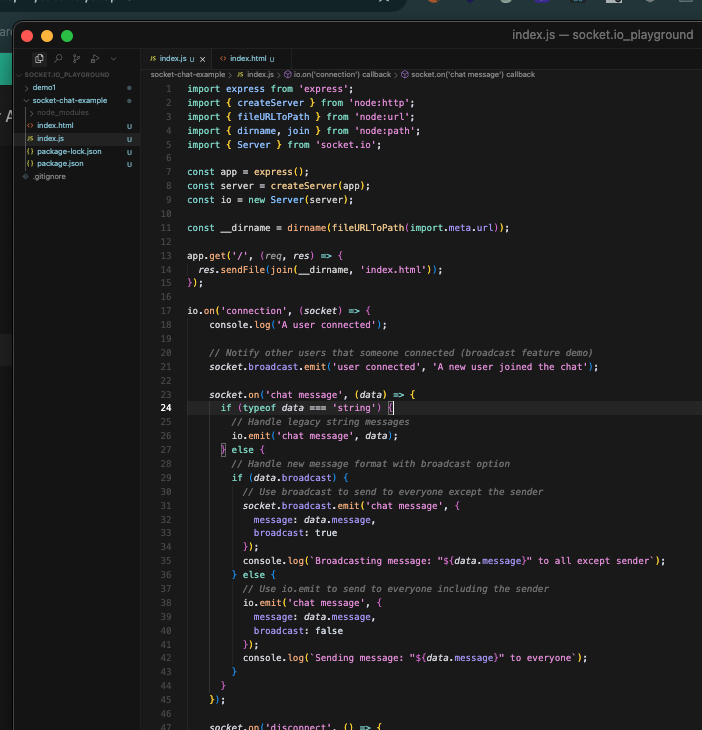 index.js — socket.io_playground
SOCKET.IO_PLAYGROUND
demo1
socket-chat-example
node_modules
index.html U
JS index.js U
{} package-lock.json U
{} package.json U
.gitignore
JS index.js U × <> index.html U
socket-chat-example > JS index.js > io.on('connection') callback > socket.on('chat message') callback
1 import express from 'express';
2 import { createServer } from 'node:http';
3 import { fileURLToPath } from 'node:url';
4 import { dirname, join } from 'node:path';
5 import { Server } from 'socket.io';
6
7 const app = express();
8 const server = createServer(app);
9 const io = new Server(server);
10
11 const __dirname = dirname(fileURLToPath(import.meta.url));
12
13 app.get('/', (req, res) => {
14 res.sendFile(join(__dirname, 'index.html'));
15 });
16
17 io.on('connection', (socket) => {
18 console.log('A user connected');
19
20 // Notify other users that someone connected (broadcast feature demo)
21 socket.broadcast.emit('user connected', 'A new user joined the chat');
22
23 socket.on('chat message', (data) => {
24 if (typeof data === 'string') {
25 // Handle legacy string messages
26 io.emit('chat message', data);
27 } else {
28 // Handle new message format with broadcast option
29 if (data.broadcast) {
30 // Use broadcast to send to everyone except the sender
31 socket.broadcast.emit('chat message', {
32 message: data.message,
33 broadcast: true
34 });
35 console.log(`Broadcasting message: "${data.message}" to all except sender`);
36 } else {
37 // Use io.emit to send to everyone including the sender
38 io.emit('chat message', {
39 message: data.message,
40 broadcast: false
41 });
42 console.log(`Sending message: "${data.message}" to everyone`);
43 }
44 }
45 });
46
47 socket.on('disconnect', () => {